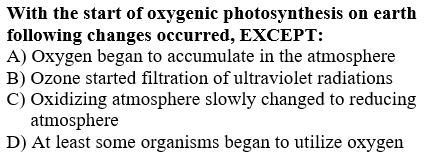 With the start of oxygenic photosynthesis on earth
following changes occurred, EXCEPT:
A) Oxygen began to accumulate in the atmosphere
B) Ozone started filtration of ultraviolet radiations
C) Oxidizing atmosphere slowly changed to reducing
atmosphere
D) At least some organisms began to utilize oxygen